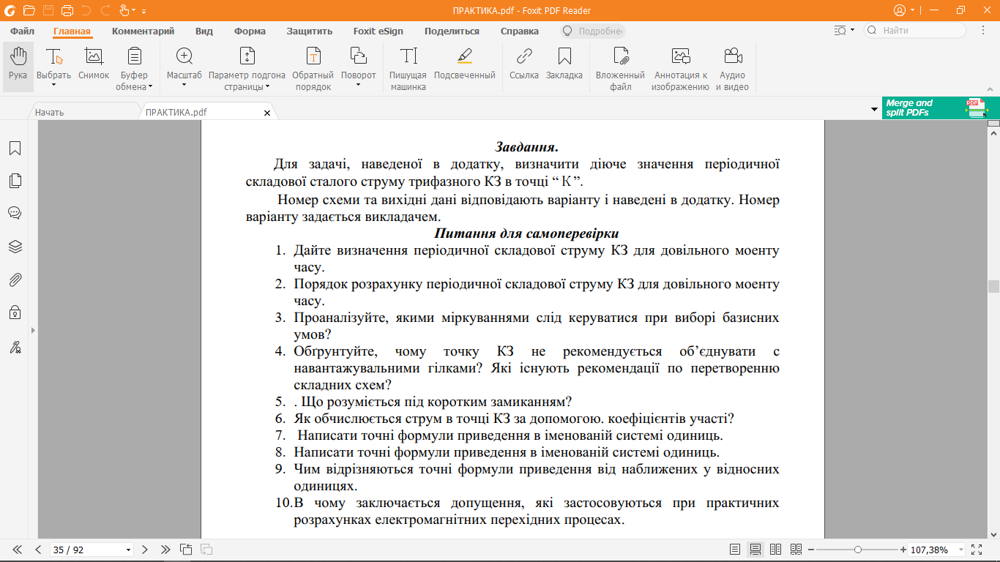 ПРАКТИКА.pdf - Foxit PDF Reader
Файл Главная Комментарий Вид Форма Защитить Foxit eSign Поделиться Справка Подробнее Найти
Рука Выбрать Снимок Буфер обмена Масштаб Параметр подгона страницы Обратный порядок Поворот Пишущая машинка Подсвеченный Ссылка Закладка Вложенный файл Аннотация к изображению Аудио и видео
Начать ПРАКТИКА.pdf
Merge and
split PDFs
Завдання.
Для задачі, наведеної в додатку, визначити діюче значення періодичної
складової сталого струму трифазного КЗ в точці “ К ”.
Номер схеми та вихідні дані відповідають варіанту і наведені в додатку. Номер
варіанту задається викладачем.
Питання для самоперевірки
1. Дайте визначення періодичної складової струму КЗ для довільного моенту
часу.
2. Порядок розрахунку періодичної складової струму КЗ для довільного моенту
часу.
3. Проаналізуйте, якими міркуваннями слід керуватися при виборі базисних
умов?
4. Обґрунтуйте, чому точку КЗ не рекомендується об’єднувати с
навантажувальними гілками? Які існують рекомендації по перетворенню
складних схем?
5. . Що розуміється під коротким замиканням?
6. Як обчислюється струм в точці КЗ за допомогою. коефіцієнтів участі?
7. Написати точні формули приведення в іменованій системі одиниць.
8. Написати точні формули приведення в іменованій системі одиниць.
9. Чим відрізняються точні формули приведення від наближених у відносних
одиницях.
10.В чому заключається допущення, які застосовуються при практичних
розрахунках електромагнітних перехідних процесах.
35 / 92 107,38%